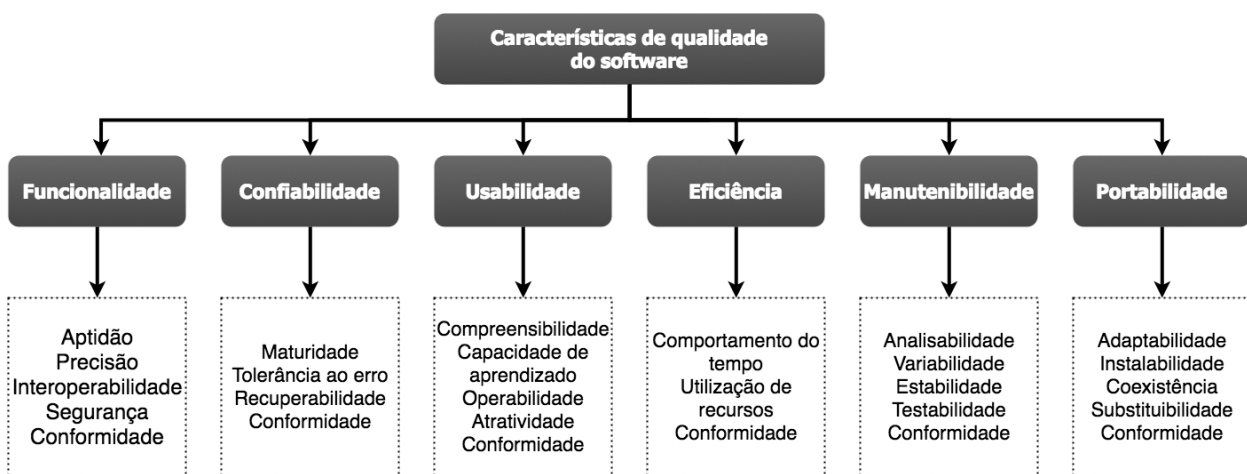 Características de qualidade
do software
Funcionalidade
Confiabilidade
Usabilidade
Eficiência
Manutenibilidade
Portabilidade
Aptidão
Precisão
Interoperabilidade
Segurança
Conformidade
Maturidade
Tolerância ao erro
Recuperabilidade
Conformidade
Compreensibilidade
Capacidade de
aprendizado
Operabilidade
Atratividade
Conformidade
Comportamento do
tempo
Utilização de
recursos
Conformidade
Analisabilidade
Variabilidade
Estabilidade
Testabilidade
Conformidade
Adaptabilidade
Instalabilidade
Coexistência
Substituibilidade
Conformidade